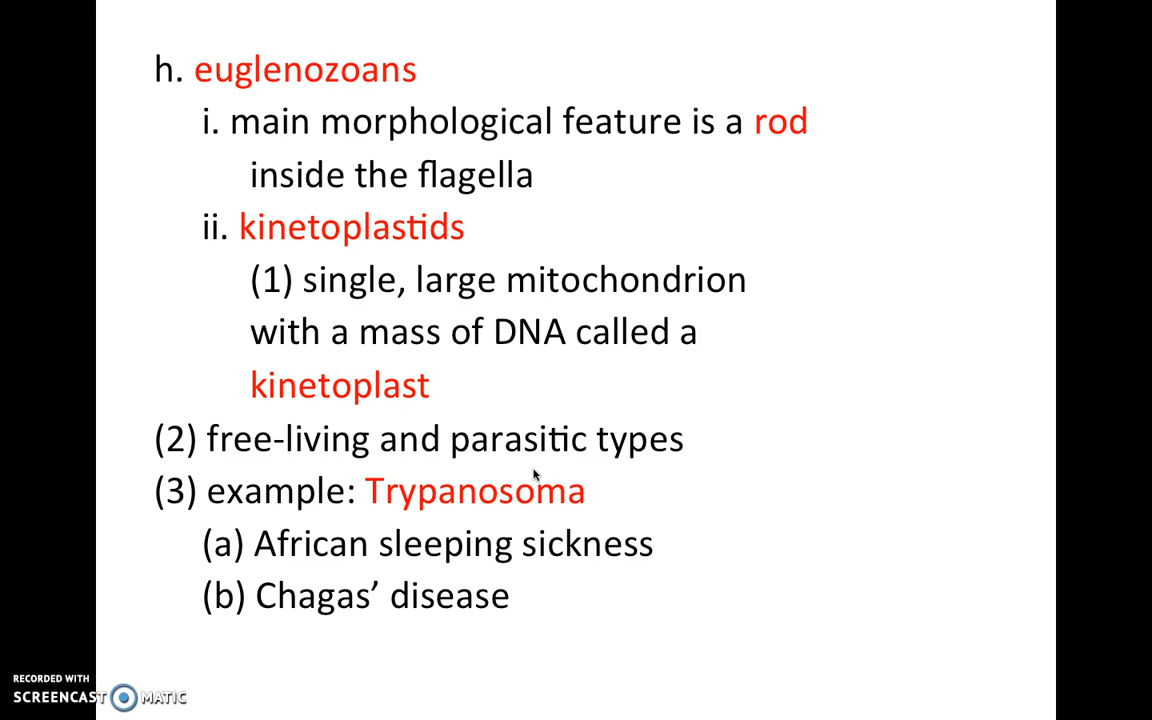 h. euglenozoans
i. main morphological feature is a rod
inside the flagella
ii. kinetoplastids
(1) single, large mitochondrion
with a mass of DNA called a
kinetoplast
(2) free-living and parasitic types
(3) example: Trypanosoma
(a) African sleeping sickness
(b) Chagas’ disease
RECORDED WITH
SCREENCAST MATIC